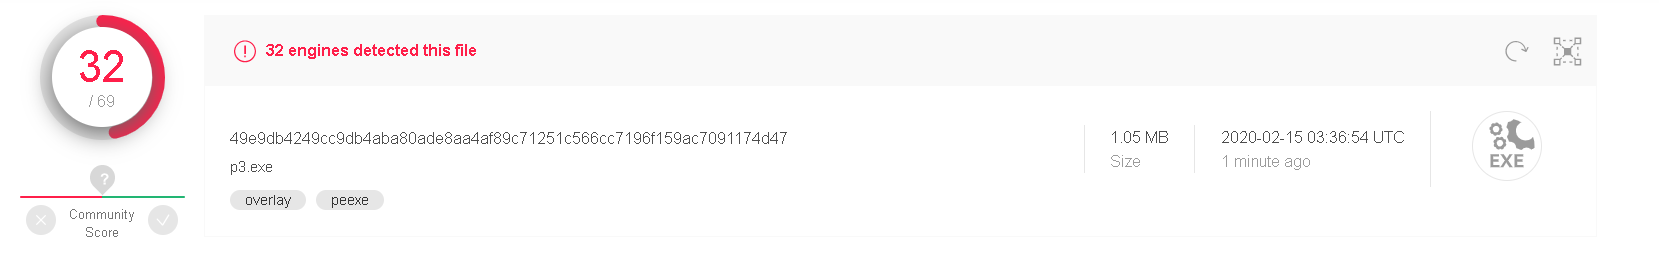 32
/ 69
?
Community
Score
32 engines detected this file
49e9db4249cc9db4aba80ade8aa4af89c71251c566cc7196f159ac7091174d47
p3.exe
overlay peexe
1.05 MB
Size
2020-02-15 03:36:54 UTC
1 minute ago
EXE